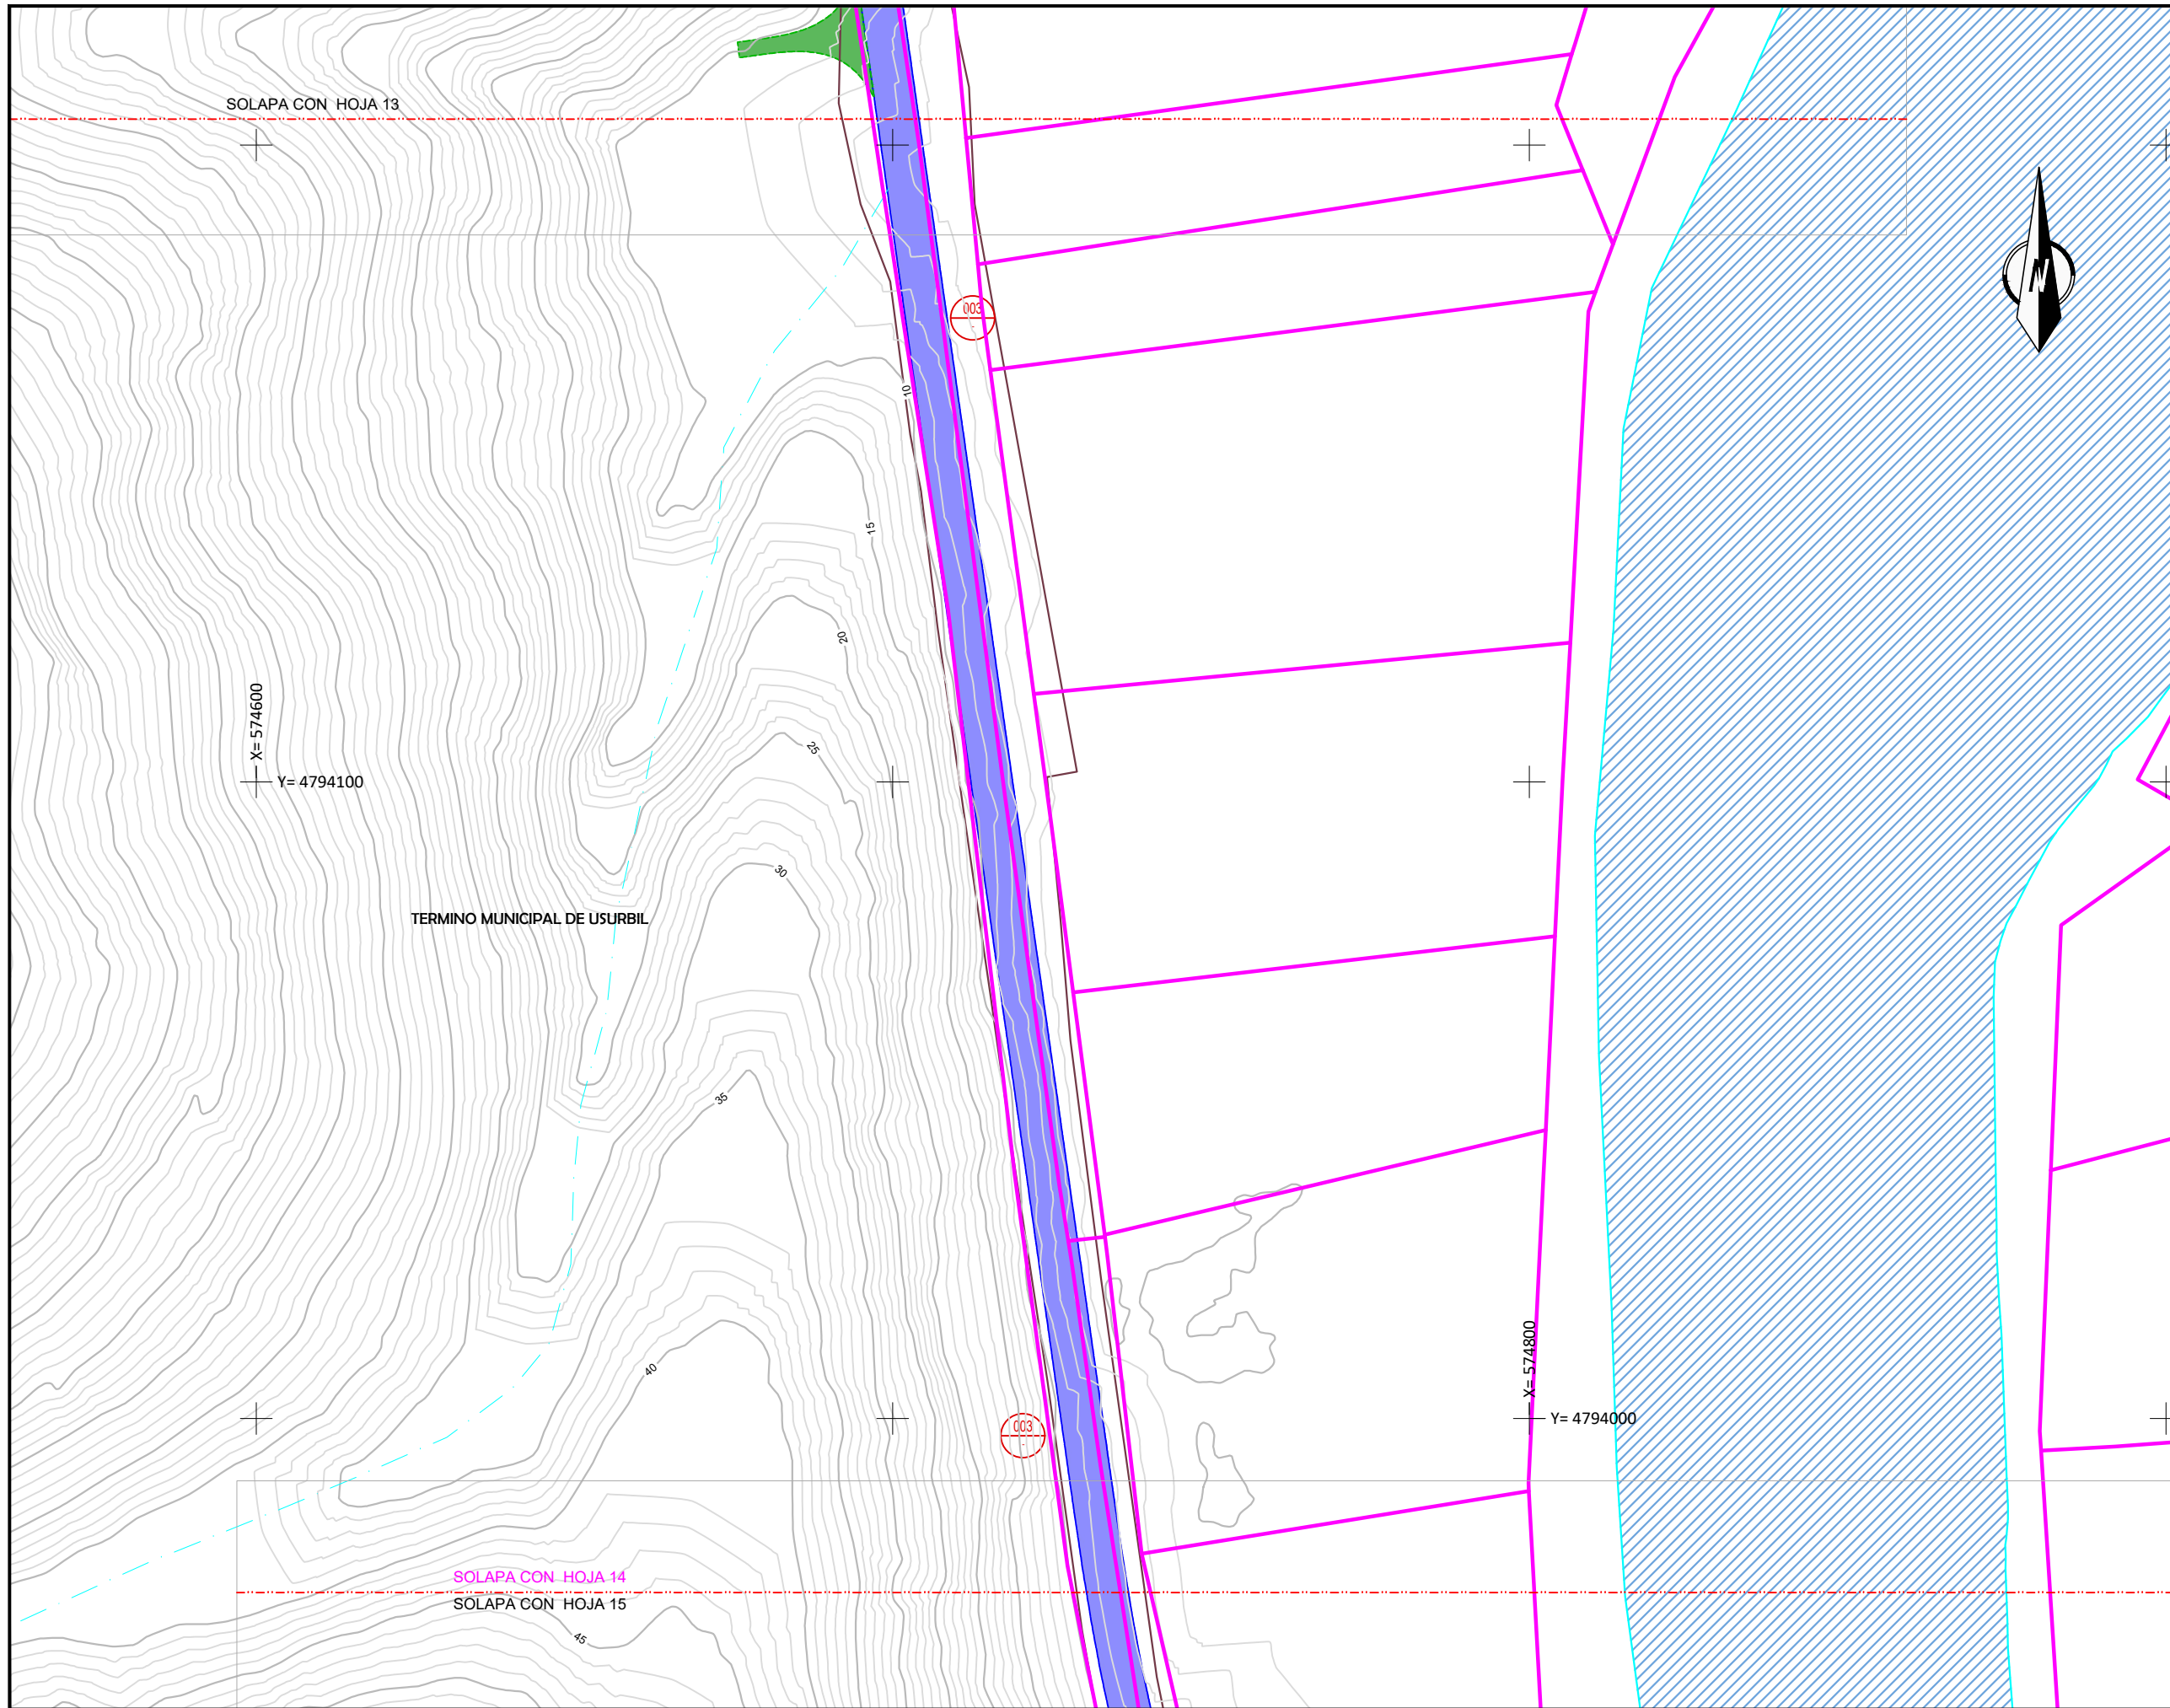 SOLAPA CON HOJA 13
N
003
10
15
20
X= 574600
25
Y= 4794100
30
TERMINO MUNICIPAL DE USURBIL
35
X= 574800
40
Y= 4794000
003
SOLAPA CON HOJA 14
SOLAPA CON HOJA 15
45